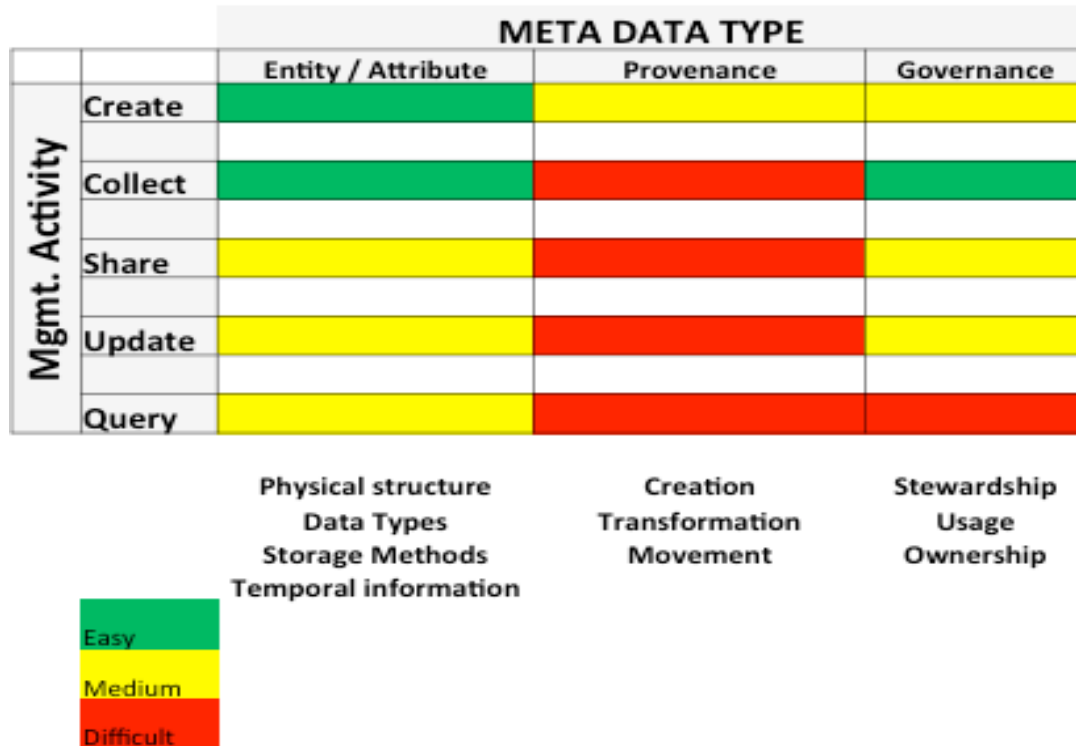 META DATA TYPE
Entity / Attribute Provenance Governance
Mgmt. Activity
Create
Collect
Share
Update
Query
Physical structure Creation Stewardship
Data Types Transformation Usage
Storage Methods Movement Ownership
Temporal information
Easy
Medium
Difficult